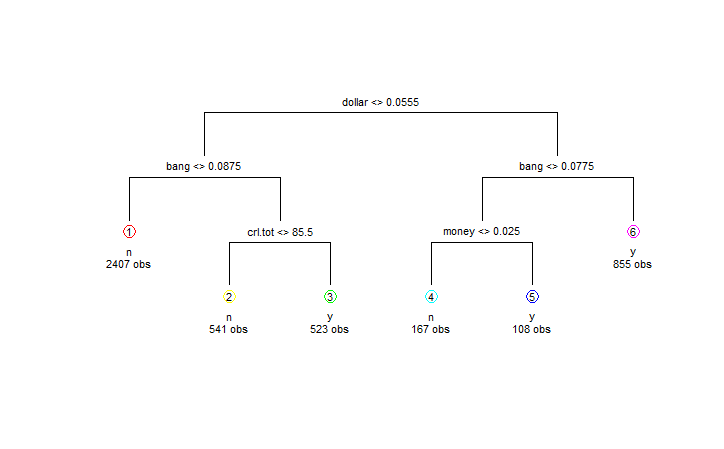 dollar <> 0.0555
bang <> 0.0875
bang <> 0.0775
1
n
2407 obs
crl.tot <> 85.5
money <> 0.025
6
y
855 obs
2
n
541 obs
3
y
523 obs
4
n
167 obs
5
y
108 obs